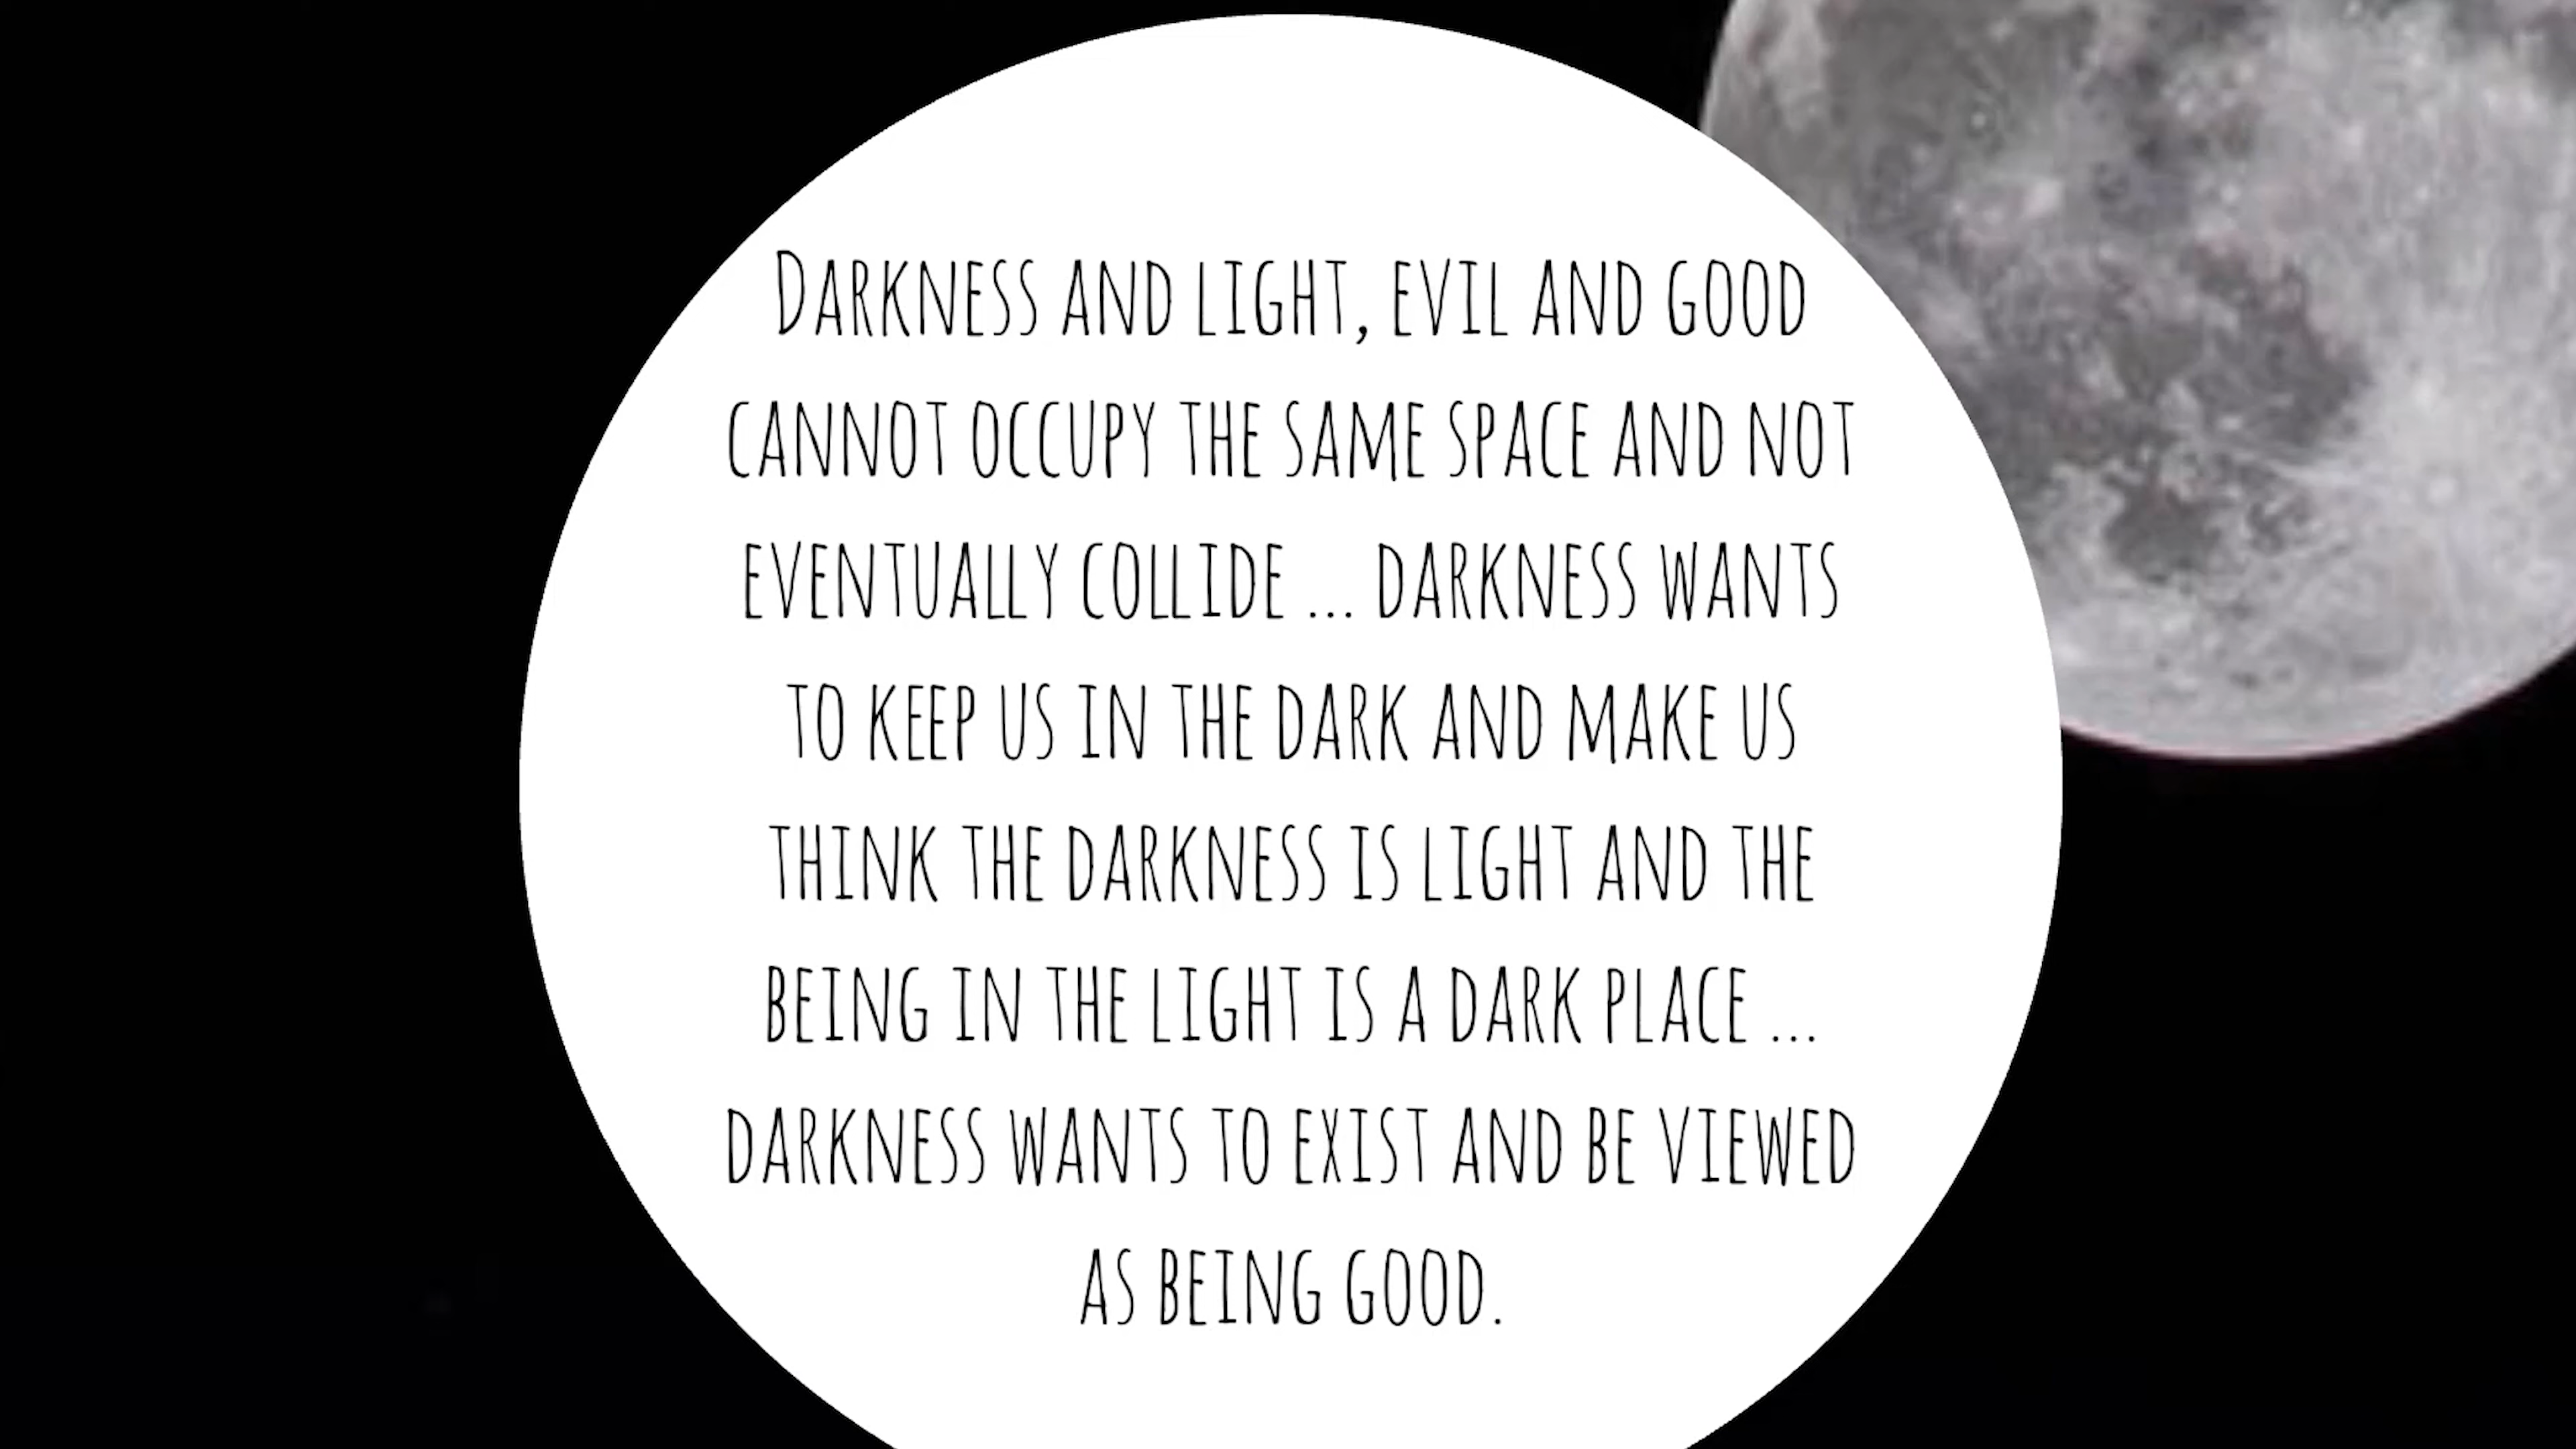 Darkness and light, evil and good
cannot occupy the same space and not
eventually collide ... darkness wants
to keep us in the dark and make us
think the darkness is light and the
being in the light is a dark place ...
darkness wants to exist and be viewed
as being good.